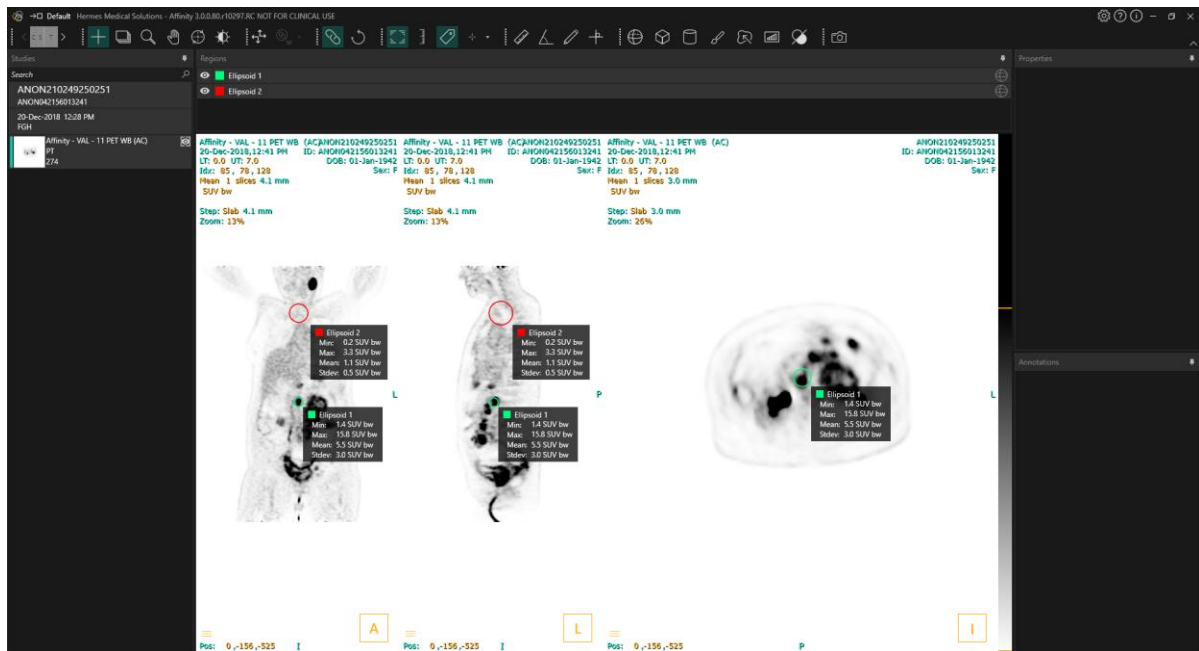 Default Hermes Medical Solutions - Affinity 3.0.0.80.r10297.RC NOT FOR CLINICAL USE
C S T
Studies
Search
ANON210249250251
ANON042156013241
20-Dec-2018 12:28 PM
FGH
Affinity - VAL - 11 PET WB (AC)
PT
274
Regions
Ellipsoid 1
Ellipsoid 2
Properties
Annotations
Affinity - VAL - 11 PET WB (AC)ANON210249250251
20-Dec-2018,12:41 PM ID: ANON042156013241
LT: 0.0 UT: 7.0 DOB: 01-Jan-1942
Idx: 85, 78, 128 Sex: F
Mean 1 slices 4.1 mm
SUV bw
Step: Slab 4.1 mm
Zoom: 13%
Ellipsoid 2
Min: 0.2 SUV bw
Max: 3.3 SUV bw
Mean: 1.1 SUV bw
Stdev: 0.5 SUV bw
L
Ellipsoid 1
Min: 1.4 SUV bw
Max: 15.8 SUV bw
Mean: 5.5 SUV bw
Stdev: 3.0 SUV bw
A
Pos: 0,-156,-525 I
Affinity - VAL - 11 PET WB (AC)ANON210249250251
20-Dec-2018,12:41 PM ID: ANON042156013241
LT: 0.0 UT: 7.0 DOB: 01-Jan-1942
Idx: 85, 78, 128 Sex: F
Mean 1 slices 4.1 mm
SUV bw
Step: Slab 4.1 mm
Zoom: 13%
Ellipsoid 2
Min: 0.2 SUV bw
Max: 3.3 SUV bw
Mean: 1.1 SUV bw
Stdev: 0.5 SUV bw
P
Ellipsoid 1
Min: 1.4 SUV bw
Max: 15.8 SUV bw
Mean: 5.5 SUV bw
Stdev: 3.0 SUV bw
L
Pos: 0,-156,-525 I
Affinity - VAL - 11 PET WB (AC) ANON210249250251
20-Dec-2018,12:41 PM ID: ANON042156013241
LT: 0.0 UT: 7.0 DOB: 01-Jan-1942
Idx: 85, 78, 128 Sex: F
Mean 1 slices 3.0 mm
SUV bw
Step: Slab 3.0 mm
Zoom: 26%
L
Ellipsoid 1
Min: 1.4 SUV bw
Max: 15.8 SUV bw
Mean: 5.5 SUV bw
Stdev: 3.0 SUV bw
I
Pos: 0,-156,-525 P